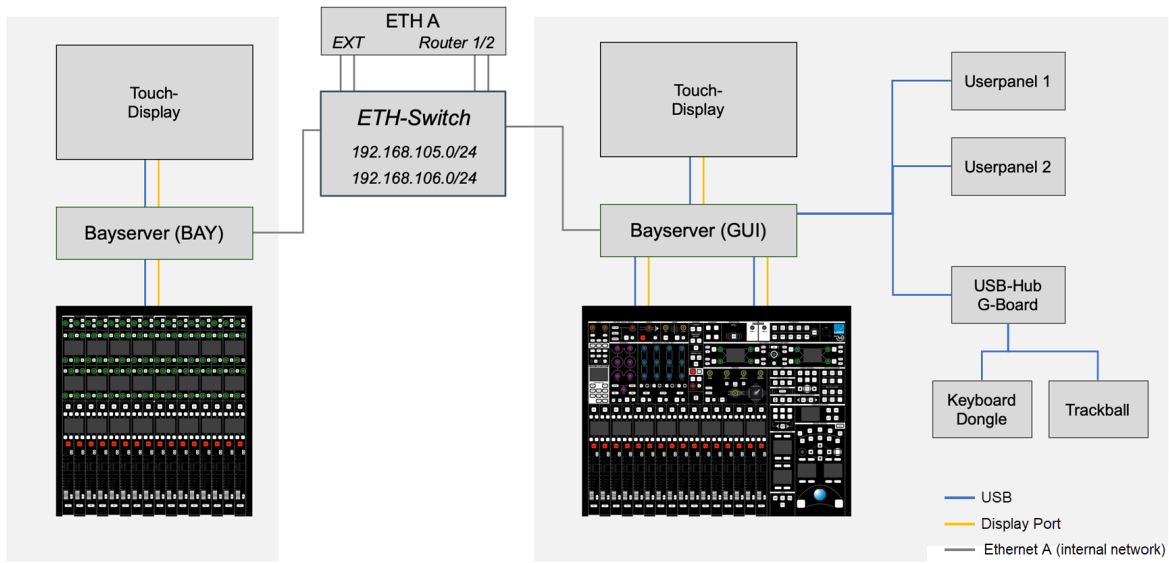 ETH A
EXT Router 1/2
ETH-Switch
192.168.105.0/24
192.168.106.0/24
Touch-
Display
Bayserver (BAY)
Touch-
Display
Bayserver (GUI)
Userpanel 1
Userpanel 2
USB-Hub
G-Board
Keyboard
Dongle
Trackball
USB
Display Port
Ethernet A (internal network)